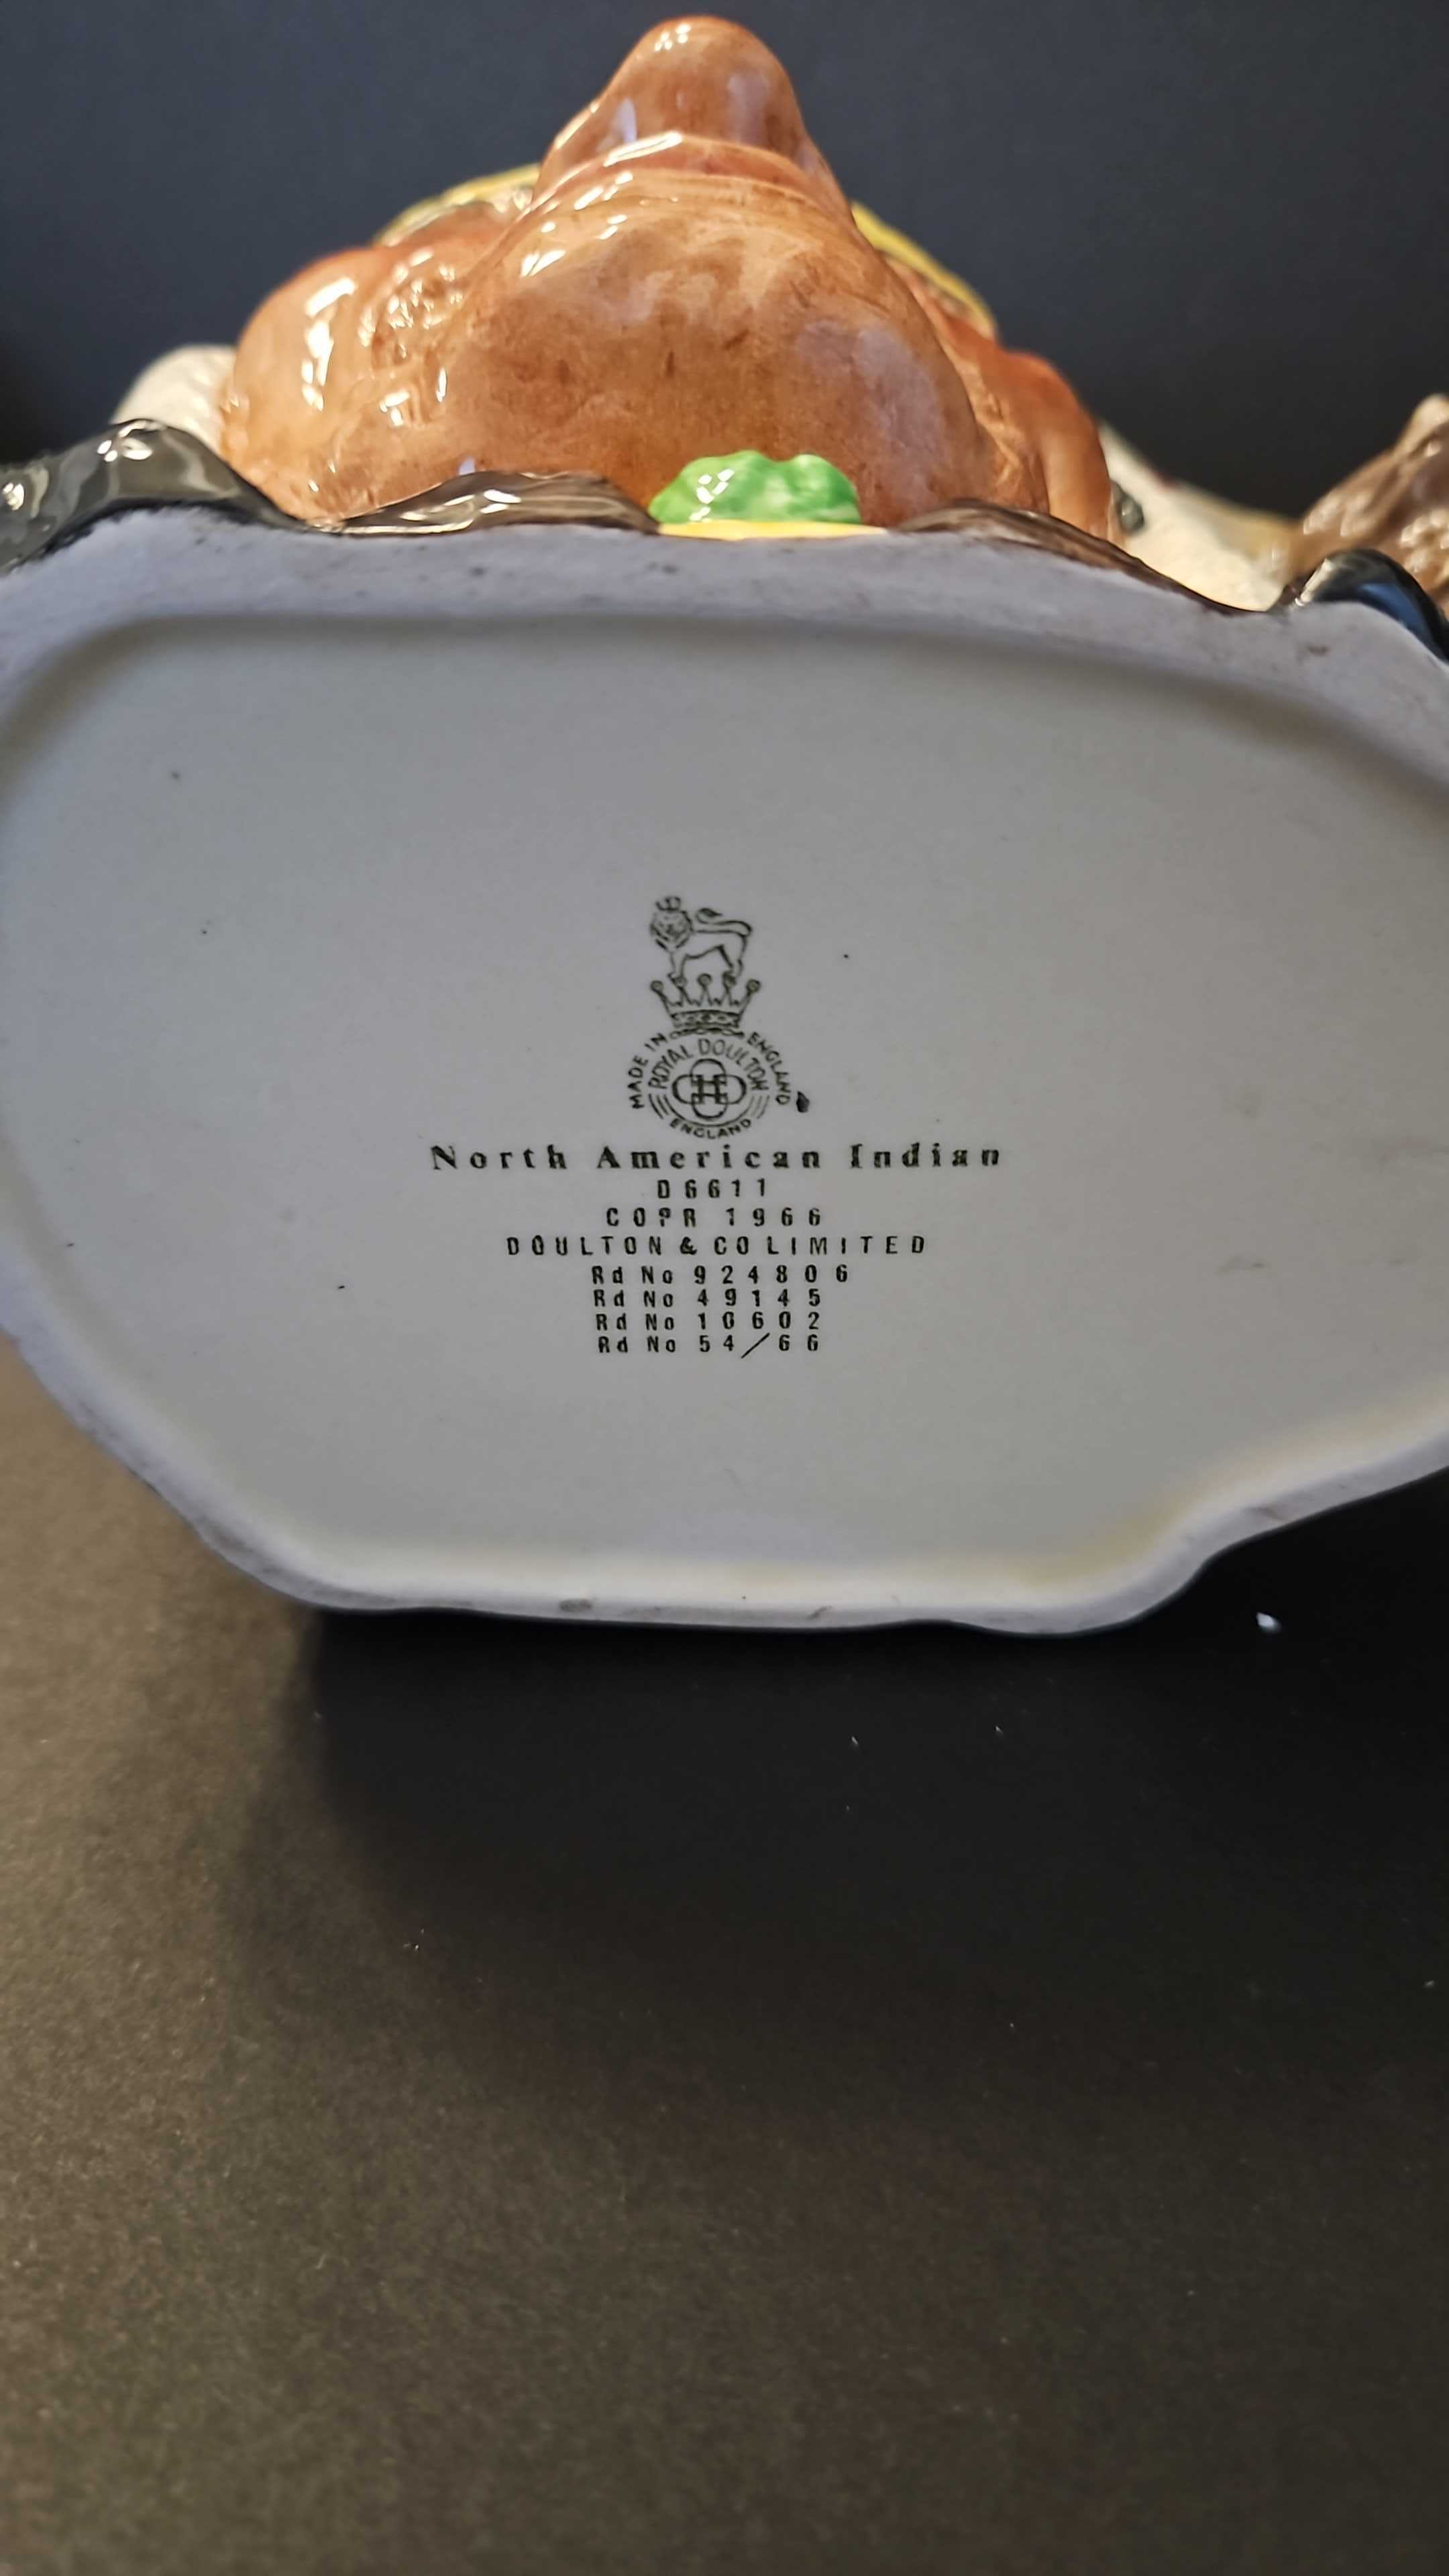 MADE IN ENGLAND
ROYAL DOULTON
ENGLAND
North American Indian
D6611
COPR 1966
DOULTON & CO LIMITED
Rd No 924806
Rd No 49145
Rd No 10602
Rd No 54/66